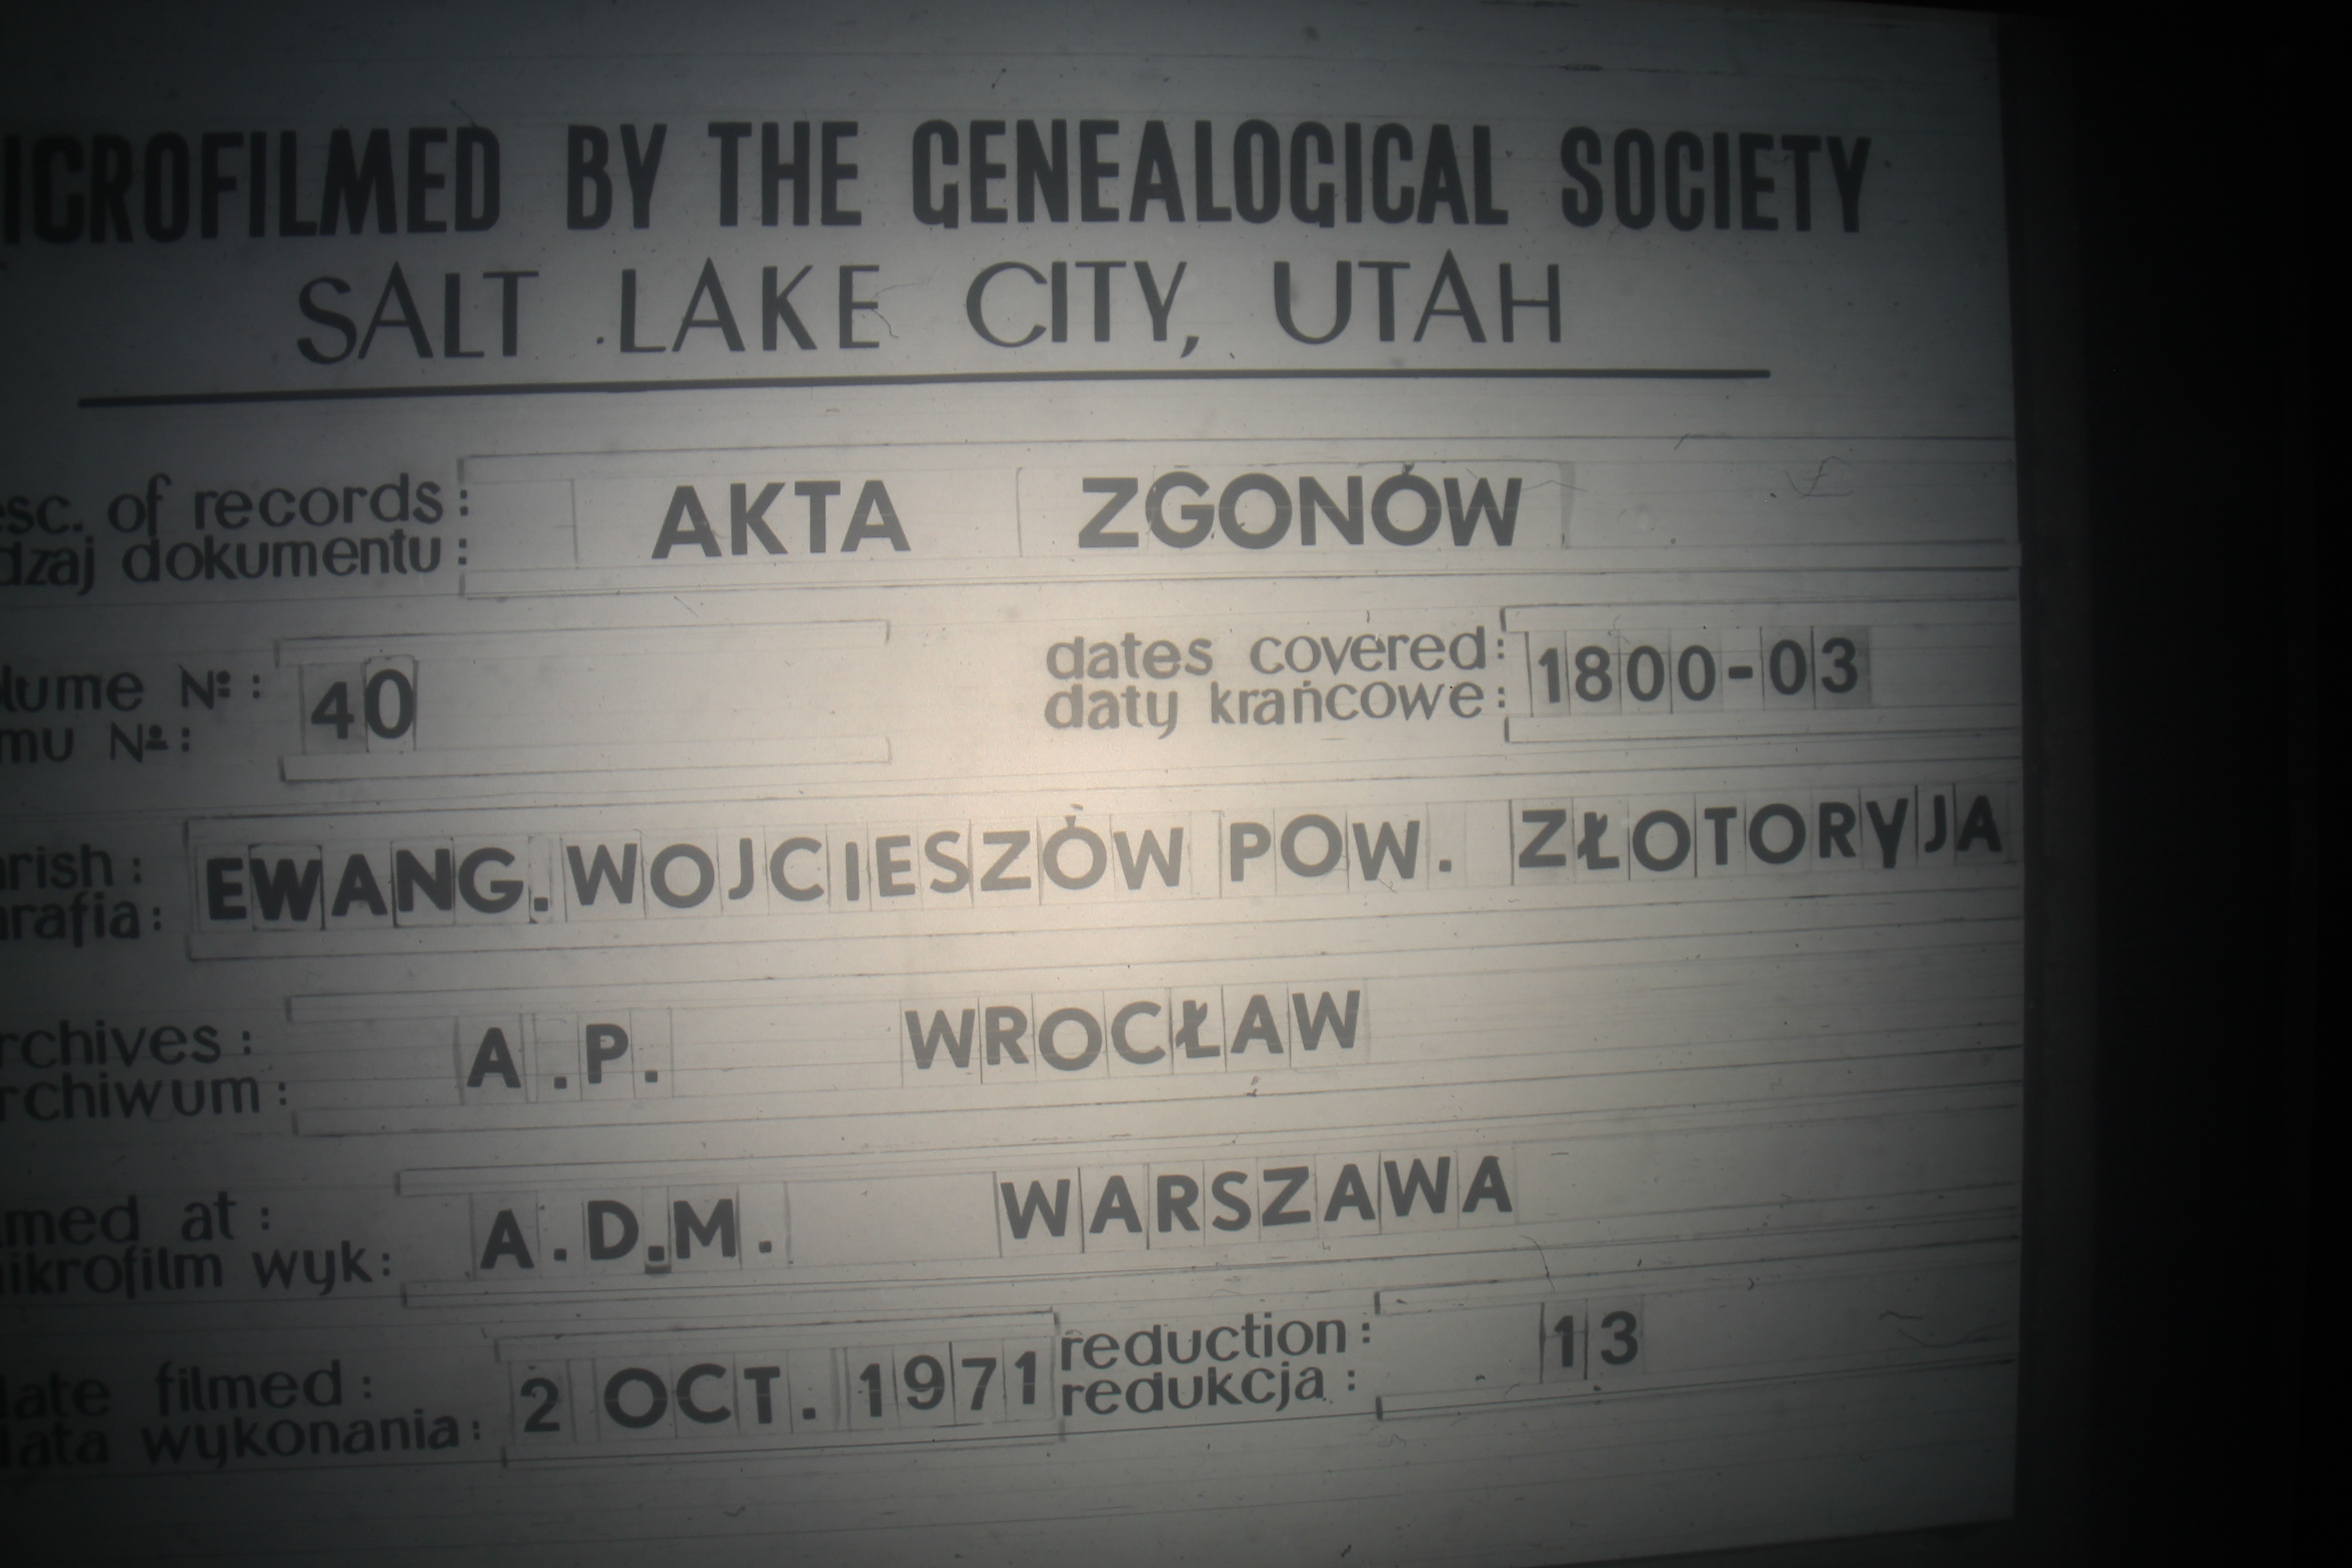 ICROFILMED BY THE GENEALOGICAL SOCIETY
SALT LAKE CITY, UTAH
esc. of records: AKTA ZGONÓW
dzaj dokumentu:
lume №: 40
mu №:
dates covered: 1800-03
daty krańcowe:
arish: EWANG. WOJCIESZÓW POW. ZŁOTORYJA
arafia:
rchives: A.P. WROCŁAW
rchiwum:
med at: A.D.M. WARSZAWA
ikrofilm wyk:
ate filmed: 2 OCT. 1971
ata wykonania:
reduction: 13
redukcja: